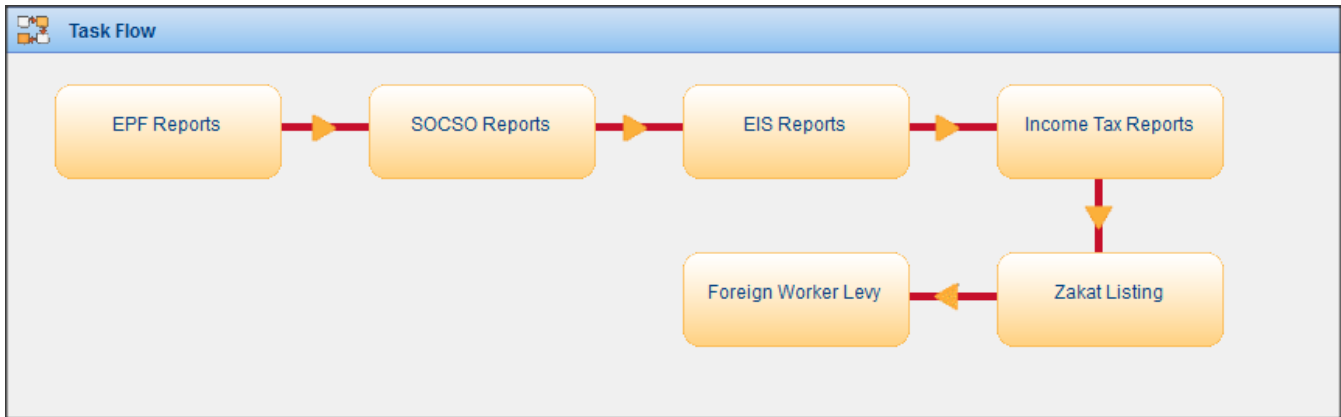 Task Flow
EPF Reports
SOCSO Reports
EIS Reports
Income Tax Reports
Zakat Listing
Foreign Worker Levy